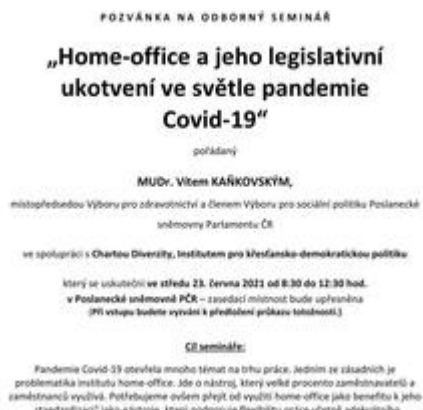 POZVÁNKA NA ODBORNÝ SEMINÁŘ
„Home-office a jeho legislativní
ukotvení ve světle pandemie
Covid-19“
pořádaný
MUDr. Vítem KAŇKOVSKÝM,
místopředsedou Výboru pro zdravotnictví a členem Výboru pro sociální politiku Poslanecké
sněmovny Parlamentu ČR
ve spolupráci s Chartou Diverzity, Institutem pro křesťansko-demokratickou politiku
který se uskuteční ve středu 23. června 2021 od 8:30 do 12:30 hod.
v Poslanecké sněmovně PČR – zasedací místnost bude upřesněna
(Při vstupu budete vyzváni k předložení průkazu totožnosti.)
Cíl semináře:
Pandemie Covid-19 otevřela mnoho témat na trhu práce. Jedním ze zásadních je
problematika institutu home-office. Jde o nástroj, který velké procento zaměstnavatelů a
zaměstnanců využívá. Potřebujeme ovšem přejít od využití home-office jako benefitu k jeho